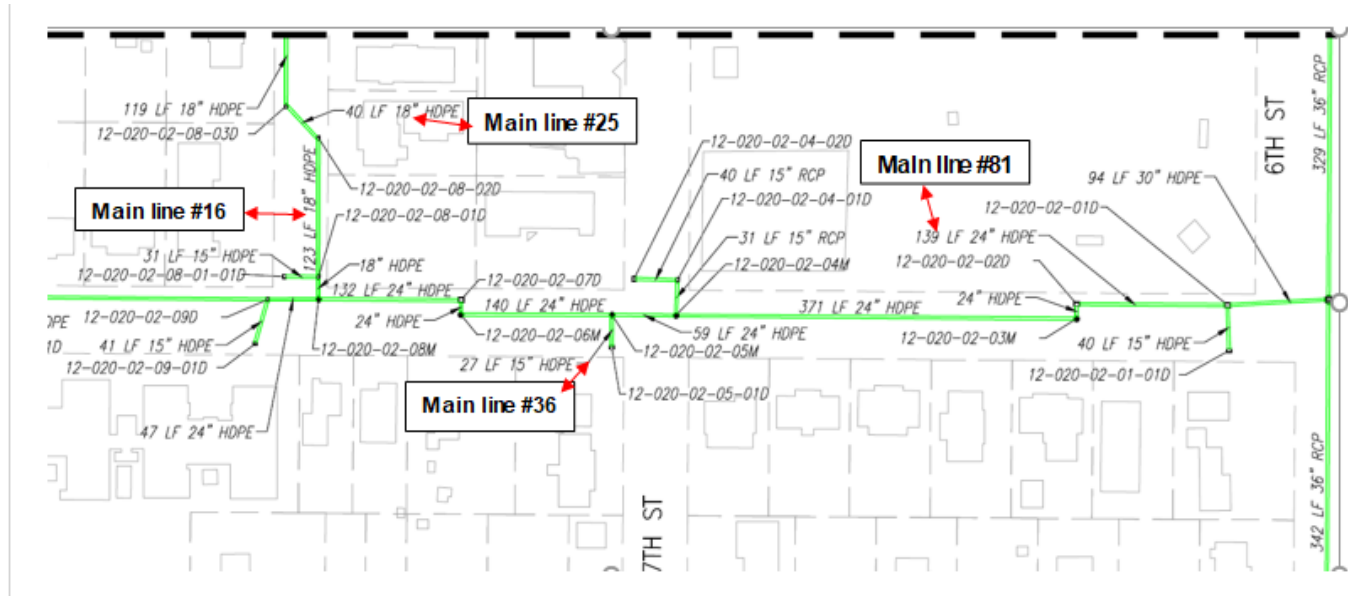 119 LF 18" HDPE
12-020-02-08-03D
40 LF 18" HDPE
Main line #25
12-020-02-04-02D
40 LF 15" RCP
12-020-02-04-01D
31 LF 15" RCP
12-020-02-04M
MaIn lIne #81
94 LF 30" HDPE
6TH ST
329 LF 36" RCP
12-020-02-08-02D
123 LF 18" HDPE
Main line #16
12-020-02-08-01D
31 LF 15" HDPE
12-020-02-08-01-01D
18" HDPE
132 LF 24" HDPE
12-020-02-07D
140 LF 24" HDPE
371 LF 24" HDPE
12-020-02-01D
139 LF 24" HDPE
12-020-02-02D
24" HDPE
12-020-02-09D
24" HDPE
12-020-02-06M
59 LF 24" HDPE
12-020-02-03M
40 LF 15" HDPE
41 LF 15" HDPE
12-020-02-08M
12-020-02-05M
12-020-02-09-01D
27 LF 15" HDPE
12-020-02-05-01D
12-020-02-01-01D
Main line #36
47 LF 24" HDPE
7TH ST
342 LF 36" RCP